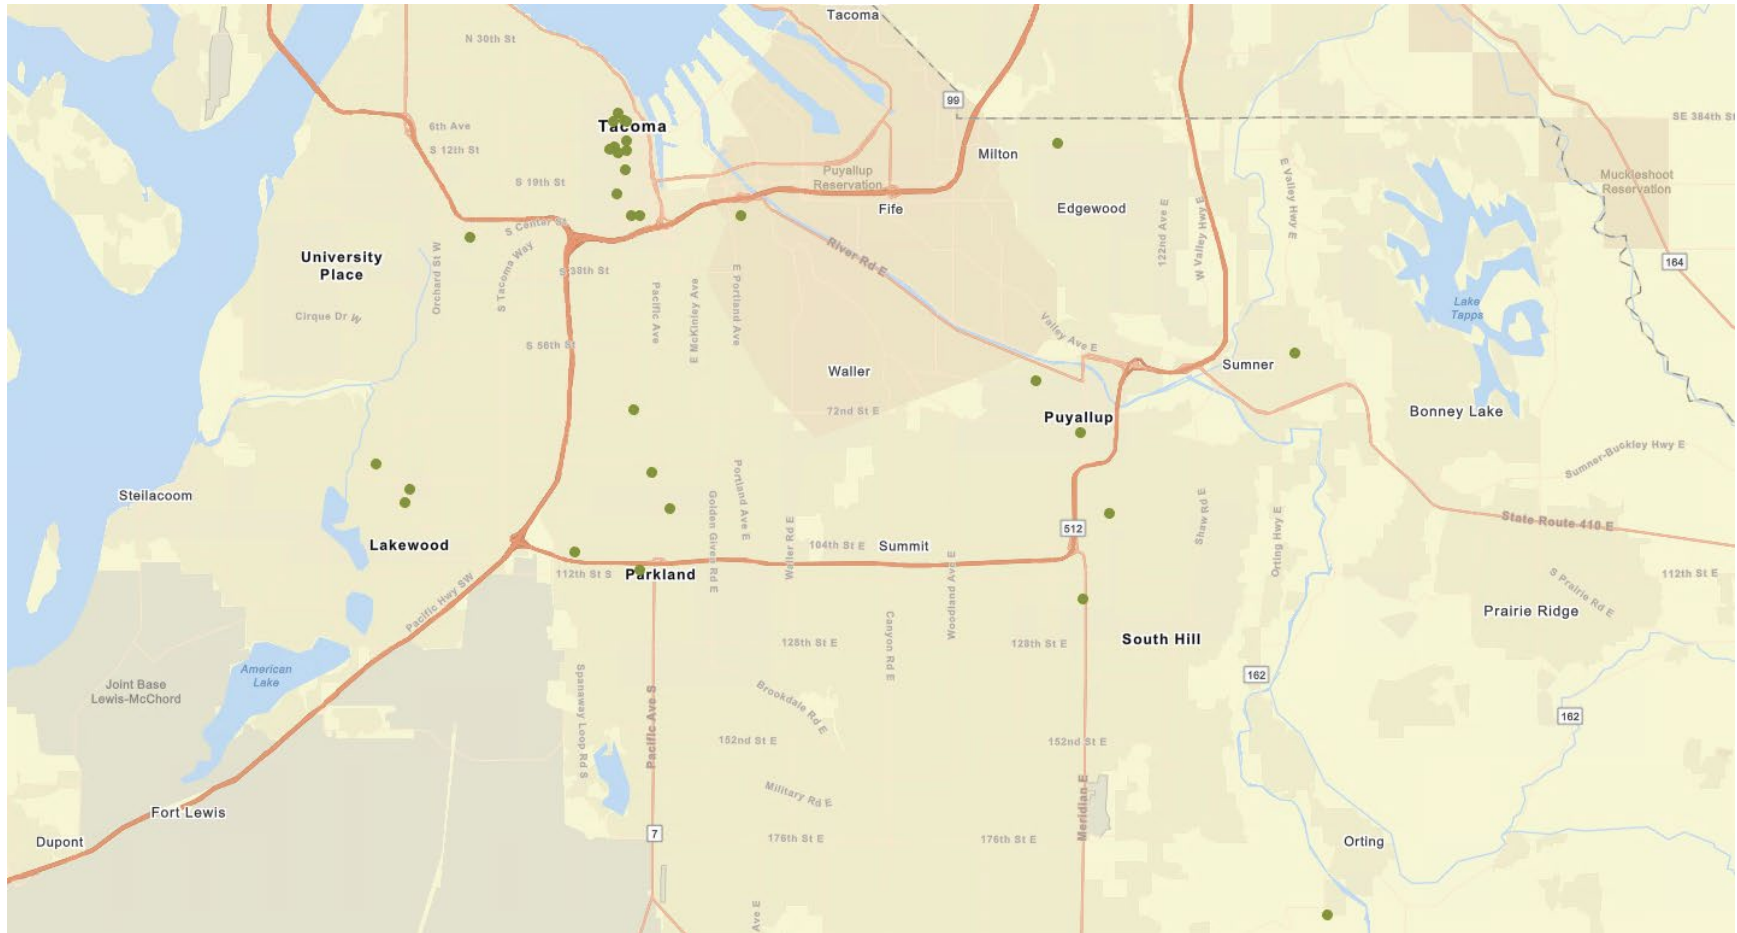 Tacoma
N 30th St
99
SE 384th St
6th Ave
Tacoma
S 12th St
Milton
Puyallup
Reservation
Muckleshoot
Reservation
S 19th St
E Valley Hwy E
Fife
Edgewood
S Center St
122nd Ave E
W Valley Hwy E
University
Place
Orchard St W
S Tacoma Way
S 38th St
River Rd E
164
Pacific Ave
E McKinley Ave
E Portland Ave
Lake
Tapps
Cirque Dr W
Valley Ave E
S 56th St
Waller
Sumner
72nd St E
Puyallup
Bonney Lake
Sumner-Buckley Hwy E
Steilacoom
Portland Ave E
Golden Given Rd E
Waller Rd E
Shaw Rd E
Orting Hwy E
State Route 410 E
512
Lakewood
104th St E
Summit
112th St S
Parkland
Woodland Ave E
112th St E
S Prairie Rd E
Pacific Hwy SW
Prairie Ridge
Canyon Rd E
128th St E
128th St E
South Hill
American
Lake
162
Joint Base
Lewis-McChord
Spanaway Loop Rd S
Pacific Ave S
Brookdale Rd E
162
152nd St E
152nd St E
Military Rd E
Meridian E
Fort Lewis
7
176th St E
176th St E
Dupont
Orting
Ave E